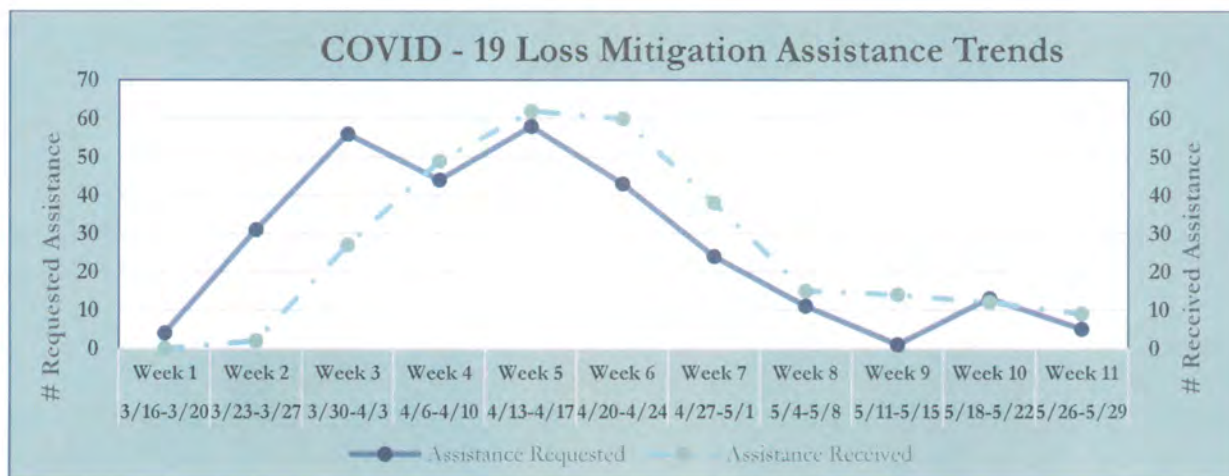 COVID - 19 Loss Mitigation Assistance Trends
70 70
60 60
50 50
40 40
30 30
20 20
10 10
0 0
# Requested Assistance
# Received Assistance
Week 1 Week 2 Week 3 Week 4 Week 5 Week 6 Week 7 Week 8 Week 9 Week 10 Week 11
3/16-3/20 3/23-3/27 3/30-4/3 4/6-4/10 4/13-4/17 4/20-4/24 4/27-5/1 5/4-5/8 5/11-5/15 5/18-5/22 5/26-5/29
Assistance Requested Assistance Received